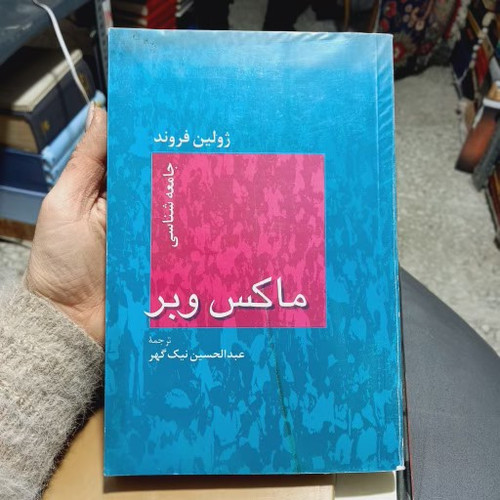 ژولین فروند
جامعه شناسی
ماکس وبر
ترجمهٔ
عبدالحسین نیک گهر